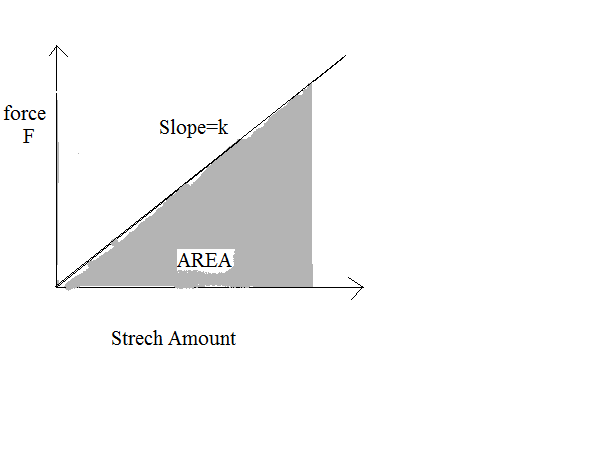 force
F
Slope=k
AREA
Strech Amount